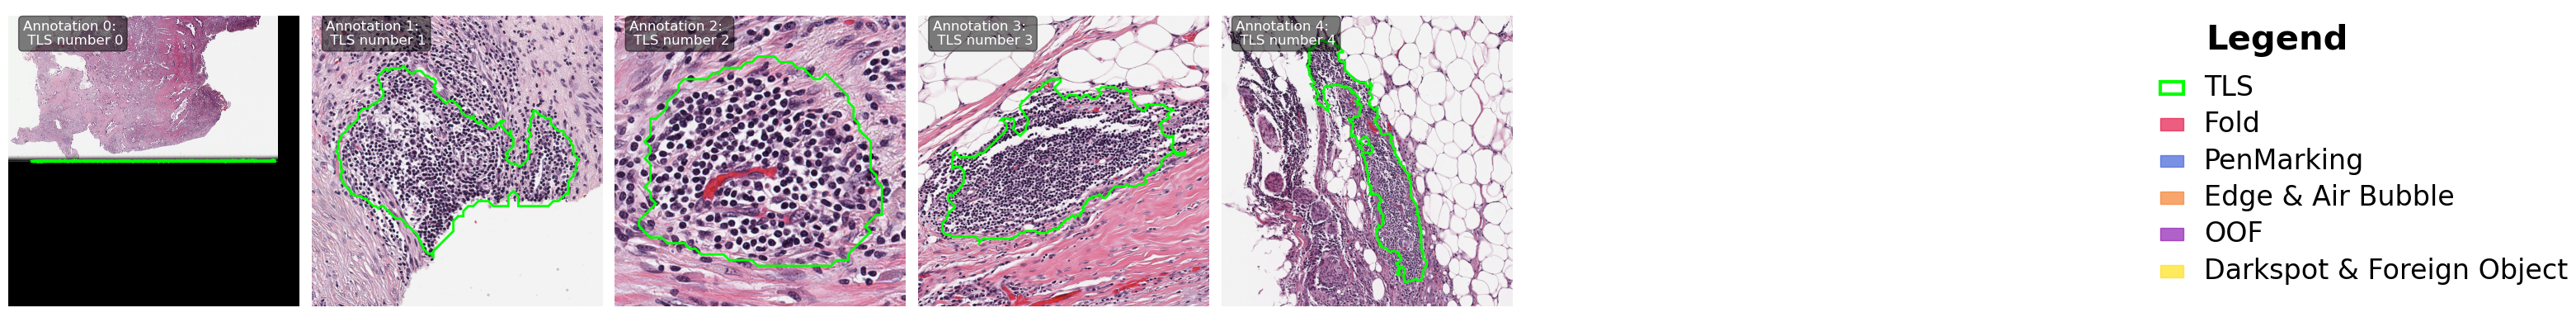 Annotation 0:
TLS number 0
Annotation 1:
TLS number 1
Annotation 2:
TLS number 2
Annotation 3:
TLS number 3
Annotation 4:
TLS number 4
Legend
TLS
Fold
PenMarking
Edge & Air Bubble
OOF
Darkspot & Foreign Object